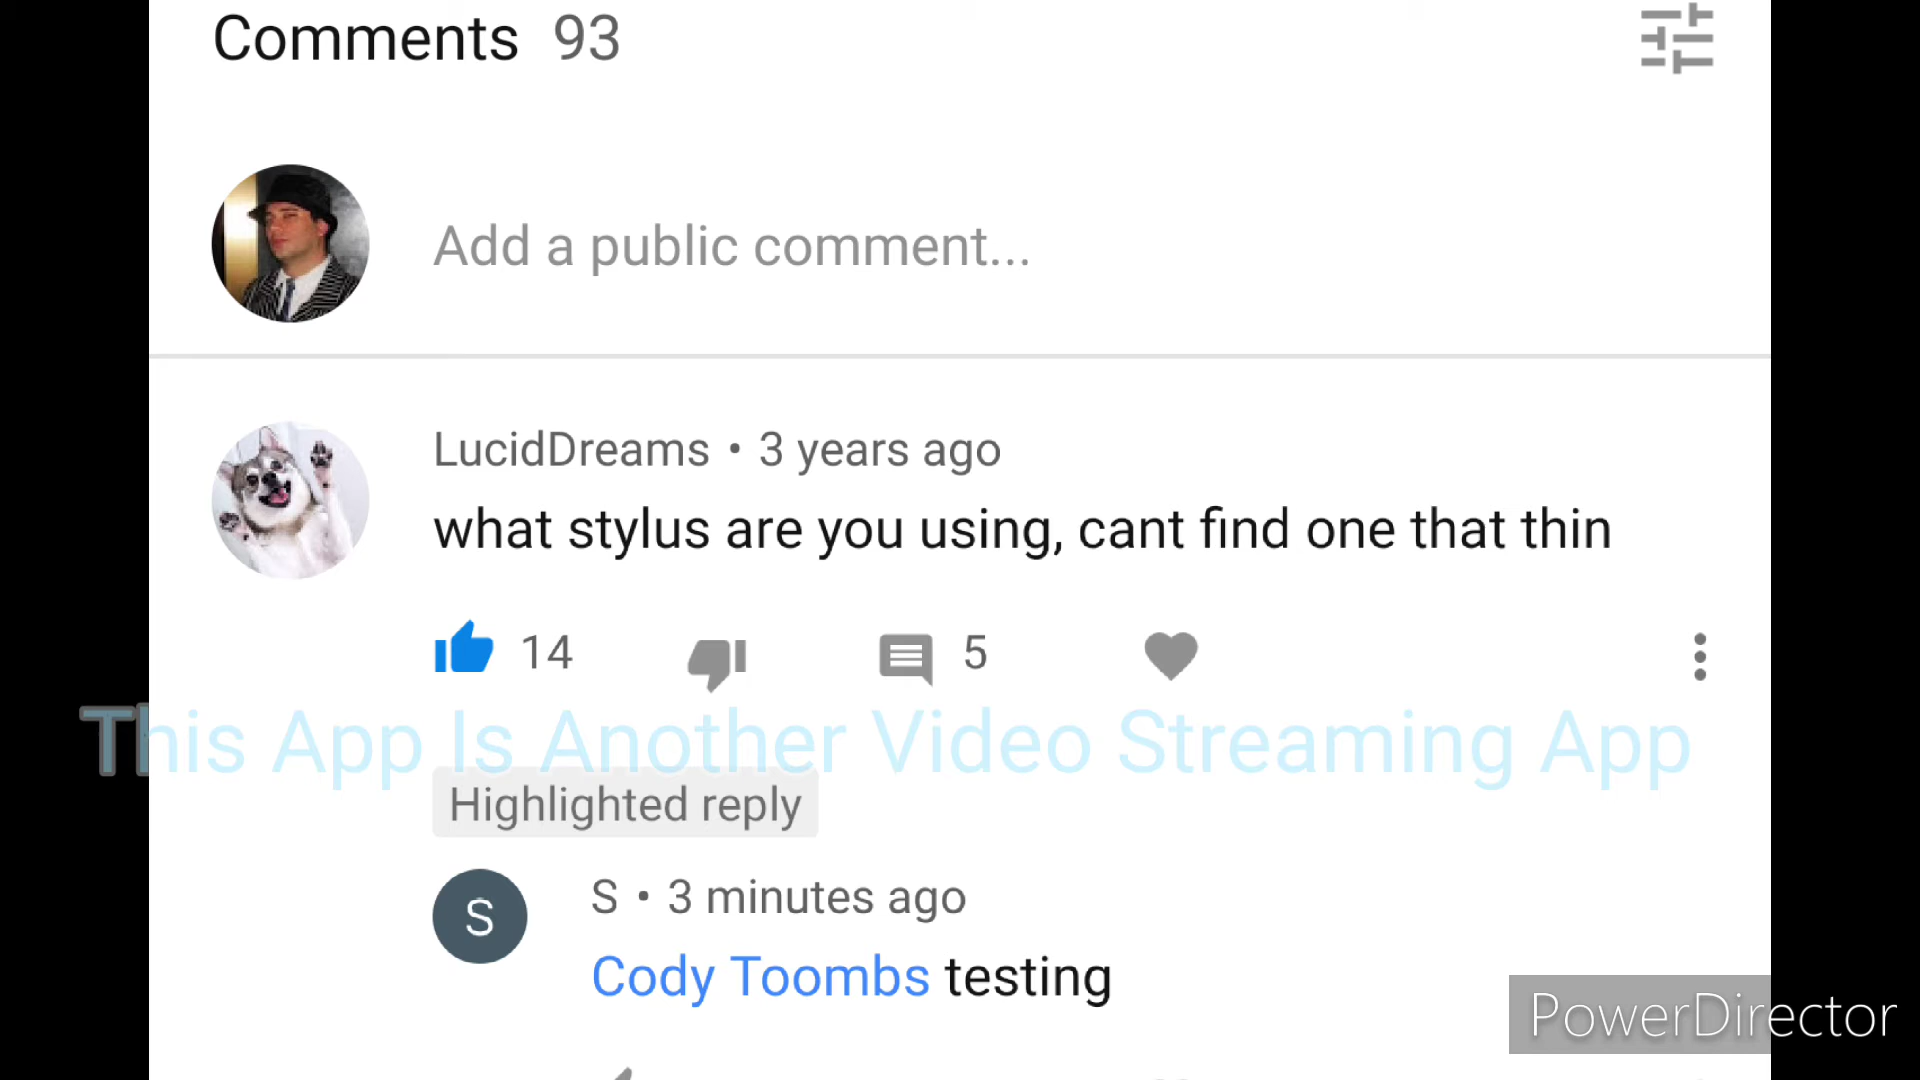 Comments 93
Add a public comment...
LucidDreams • 3 years ago
what stylus are you using, cant find one that thin
14 5
This App Is Another Video Streaming App
Highlighted reply
S
S • 3 minutes ago
Cody Toombs testing
PowerDirector